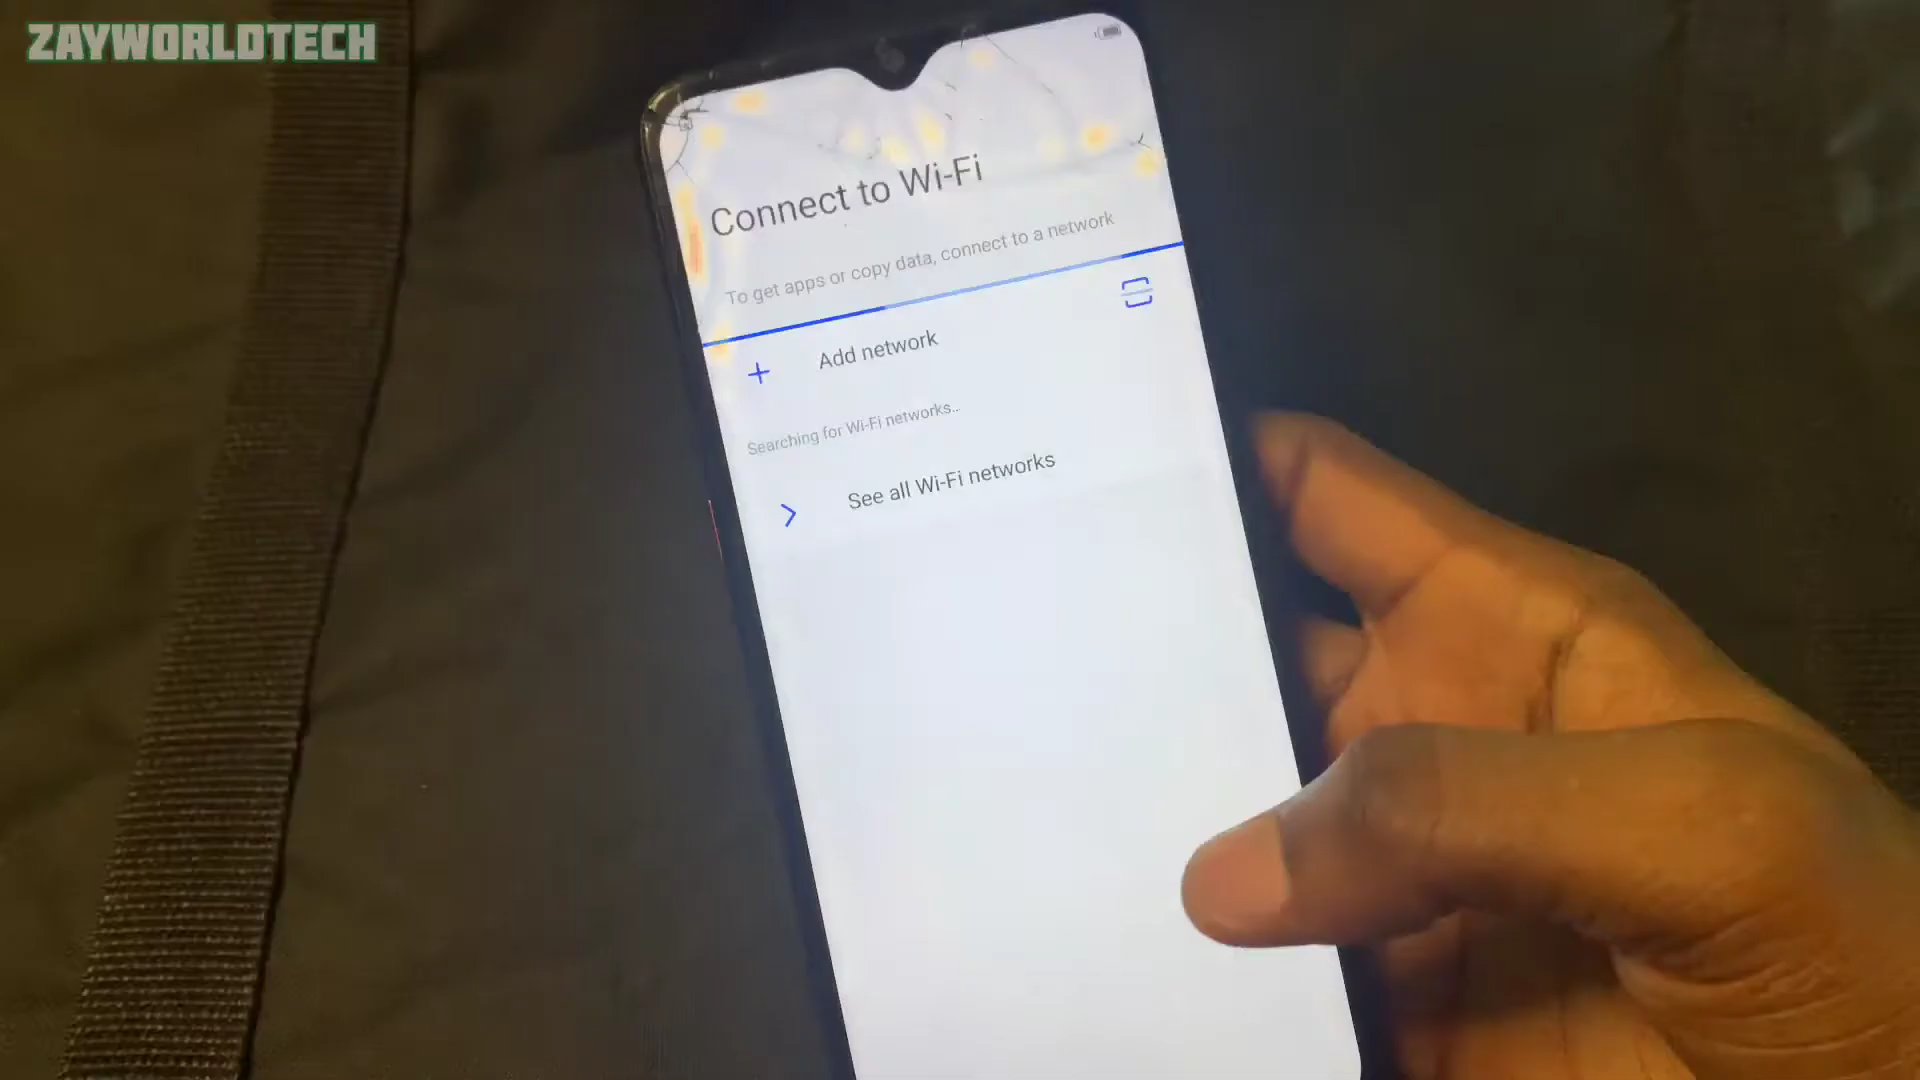 ZAYWORLDTECH
Connect to Wi-Fi
To get apps or copy data, connect to a network
Add network
Searching for Wi-Fi networks..
See all Wi-Fi networks